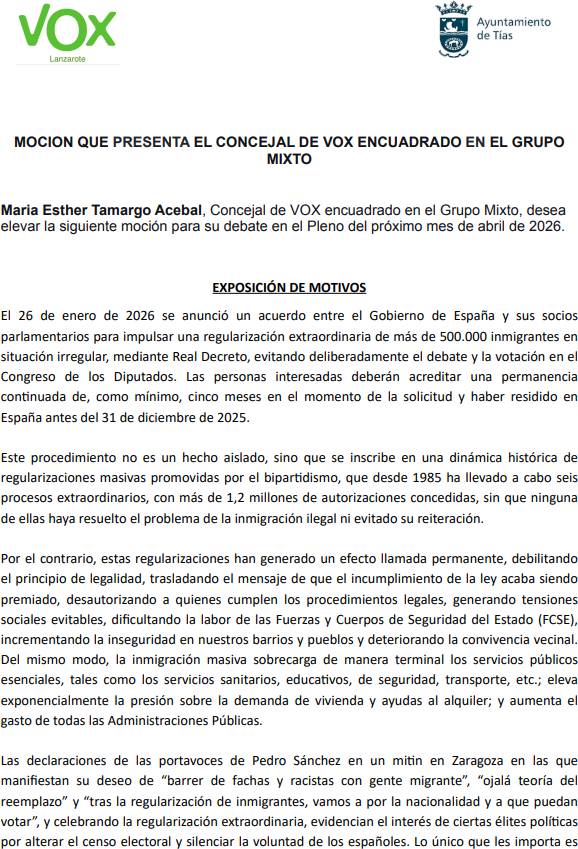 VOX
Lanzarote
Ayuntamiento
de Tías
MOCION QUE PRESENTA EL CONCEJAL DE VOX ENCUADRADO EN EL GRUPO
MIXTO
Maria Esther Tamargo Acebal, Concejal de VOX encuadrado en el Grupo Mixto, desea
elevar la siguiente moción para su debate en el Pleno del próximo mes de abril de 2026.
EXPOSICIÓN DE MOTIVOS
El 26 de enero de 2026 se anunció un acuerdo entre el Gobierno de España y sus socios
parlamentarios para impulsar una regularización extraordinaria de más de 500.000 inmigrantes en
situación irregular, mediante Real Decreto, evitando deliberadamente el debate y la votación en el
Congreso de los Diputados. Las personas interesadas deberán acreditar una permanencia
continuada de, como mínimo, cinco meses en el momento de la solicitud y haber residido en
España antes del 31 de diciembre de 2025.
Este procedimiento no es un hecho aislado, sino que se inscribe en una dinámica histórica de
regularizaciones masivas promovidas por el bipartidismo, que desde 1985 ha llevado a cabo seis
procesos extraordinarios, con más de 1,2 millones de autorizaciones concedidas, sin que ninguna
de ellas haya resuelto el problema de la inmigración ilegal ni evitado su reiteración.
Por el contrario, estas regularizaciones han generado un efecto llamada permanente, debilitando
el principio de legalidad, trasladando el mensaje de que el incumplimiento de la ley acaba siendo
premiado, desautorizando a quienes cumplen los procedimientos legales, generando tensiones
sociales evitables, dificultando la labor de las Fuerzas y Cuerpos de Seguridad del Estado (FCSE),
incrementando la inseguridad en nuestros barrios y pueblos y deteriorando la convivencia vecinal.
Del mismo modo, la inmigración masiva sobrecarga de manera terminal los servicios públicos
esenciales, tales como los servicios sanitarios, educativos, de seguridad, transporte, etc.; eleva
exponencialmente la presión sobre la demanda de vivienda y ayudas al alquiler; y aumenta el
gasto de todas las Administraciones Públicas.
Las declaraciones de las portavoces de Pedro Sánchez en un mitin en Zaragoza en las que
manifiestan su deseo de “barrer de fachas y racistas con gente migrante”, “ojalá teoría del
reemplazo” y “tras la regularización de inmigrantes, vamos a por la nacionalidad y a que puedan
votar”, y celebrando la regularización extraordinaria, evidencian el interés de ciertas élites políticas
por alterar el censo electoral y silenciar la voluntad de los españoles. Lo único que les importa es